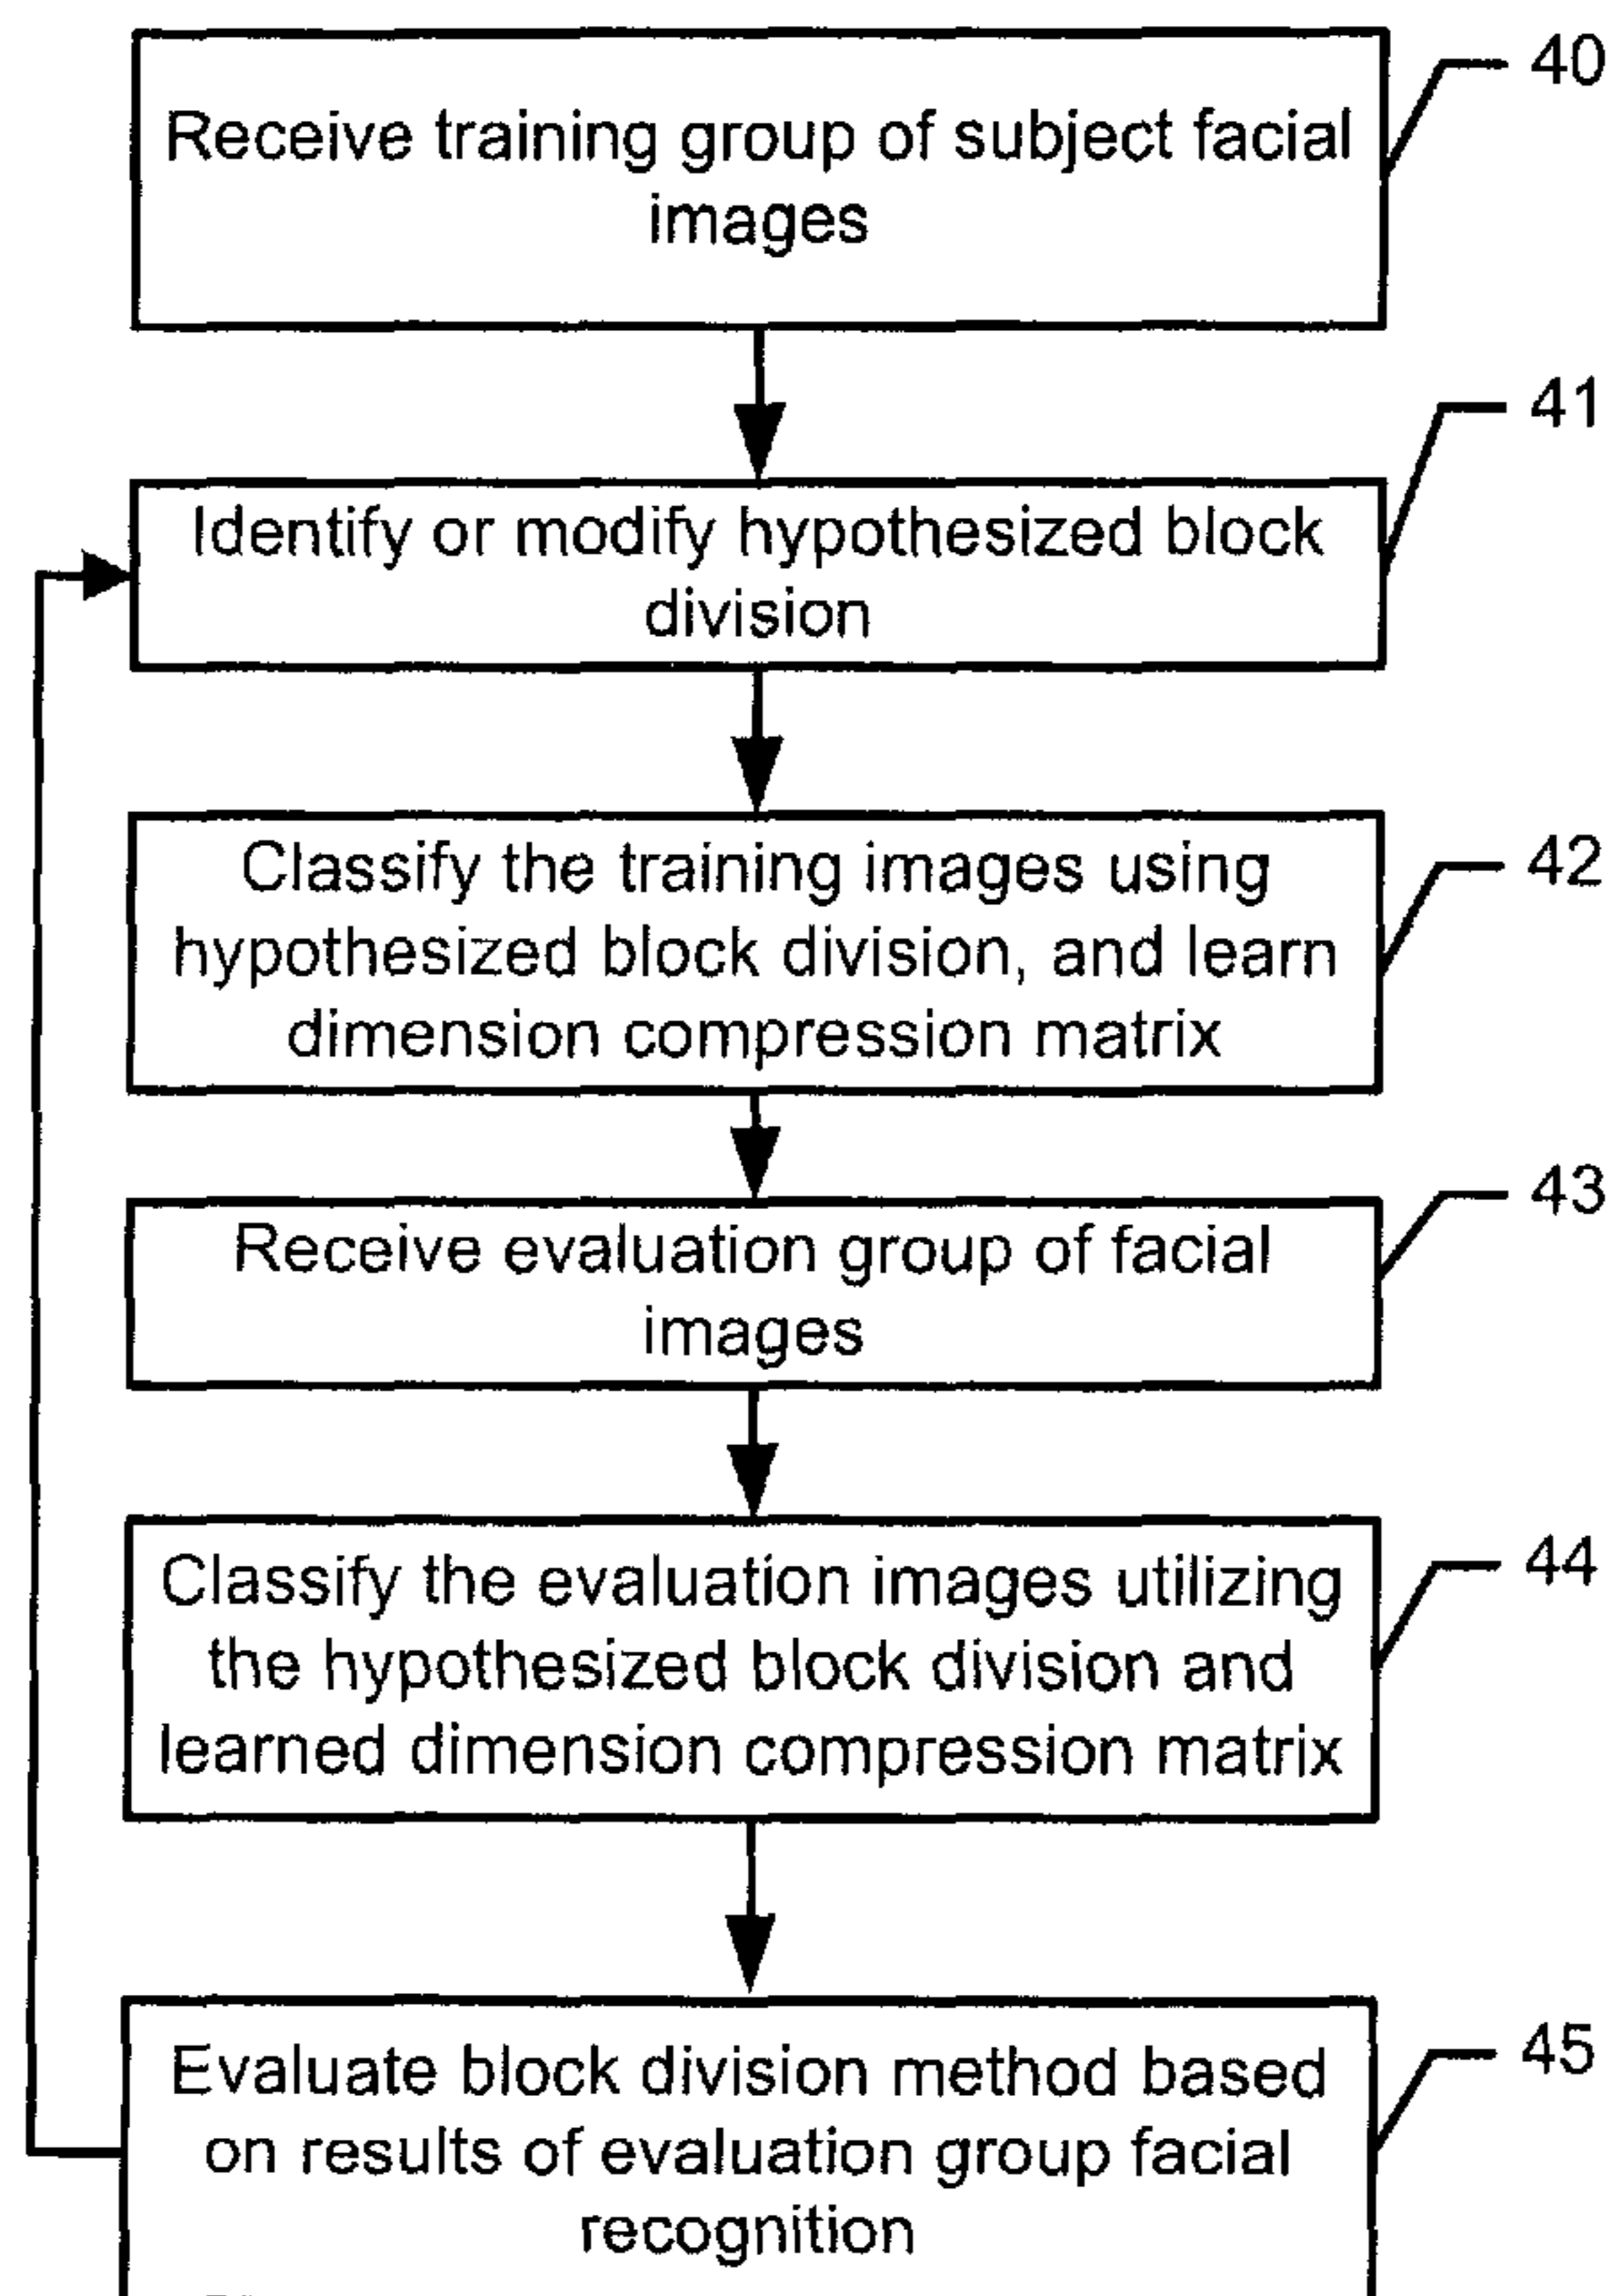 40
Receive training group of subject facial
images
41
Identify or modify hypothesized block
division
42
Classify the training images using
hypothesized block division, and learn
dimension compression matrix
43
Receive evaluation group of facial
images
44
Classify the evaluation images utilizing
the hypothesized block division and
learned dimension compression matrix
45
Evaluate block division method based
on results of evaluation group facial
recognition